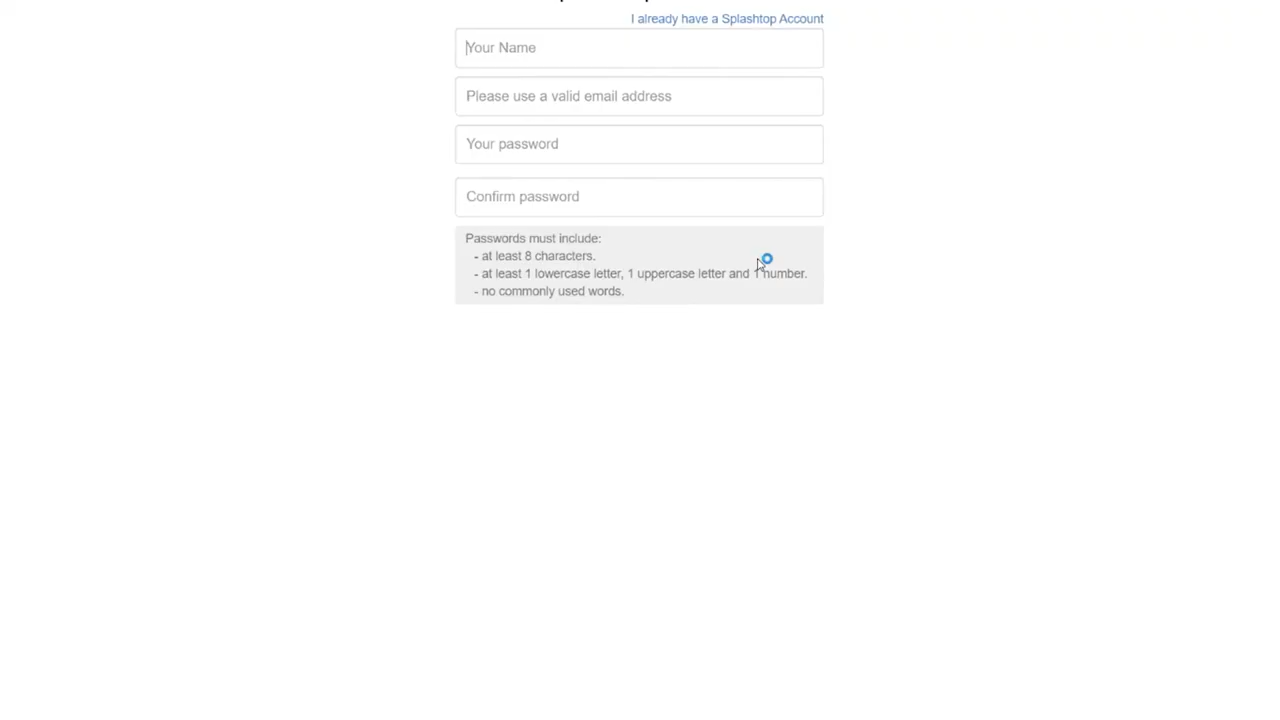 I already have a Splashtop Account
Your Name
Please use a valid email address
Your password
Confirm password
Passwords must include:
- at least 8 characters.
- at least 1 lowercase letter, 1 uppercase letter and 1 number.
- no commonly used words.